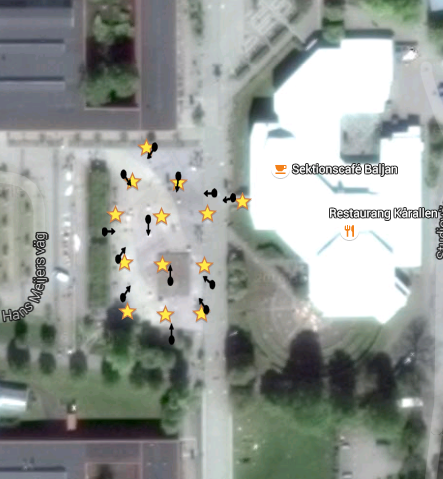 Sektionscafé Baljan
Restaurang Kårallen
Hans Meijers väg